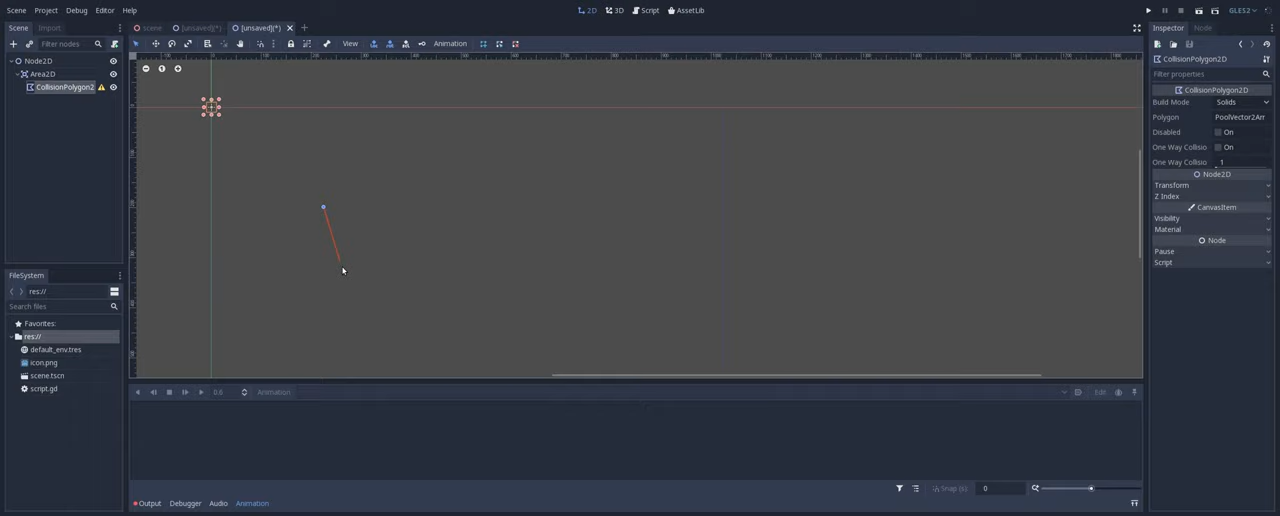 Scene Project Debug Editor Help
2D 3D Script AssetLib
GLES2
Scene Import
scene [unsaved](*) [unsaved](*)
Inspector Node
Filter nodes
View Animation
Node2D
Area2D
CollisionPolygon2
CollisionPolygon2D
Filter properties
CollisionPolygon2D
Build Mode Solids
Polygon PoolVector2Arr
Disabled On
One Way Collisio On
One Way Collisio 1
Node2D
Transform
Z Index
CanvasItem
Visibility
Material
Node
Pause
Script
FileSystem
res://
Search files
Favorites:
res://
default_env.tres
icon.png
scene.tscn
script.gd
0.6 Animation Edit
Snap (s): 0
Output Debugger Audio Animation